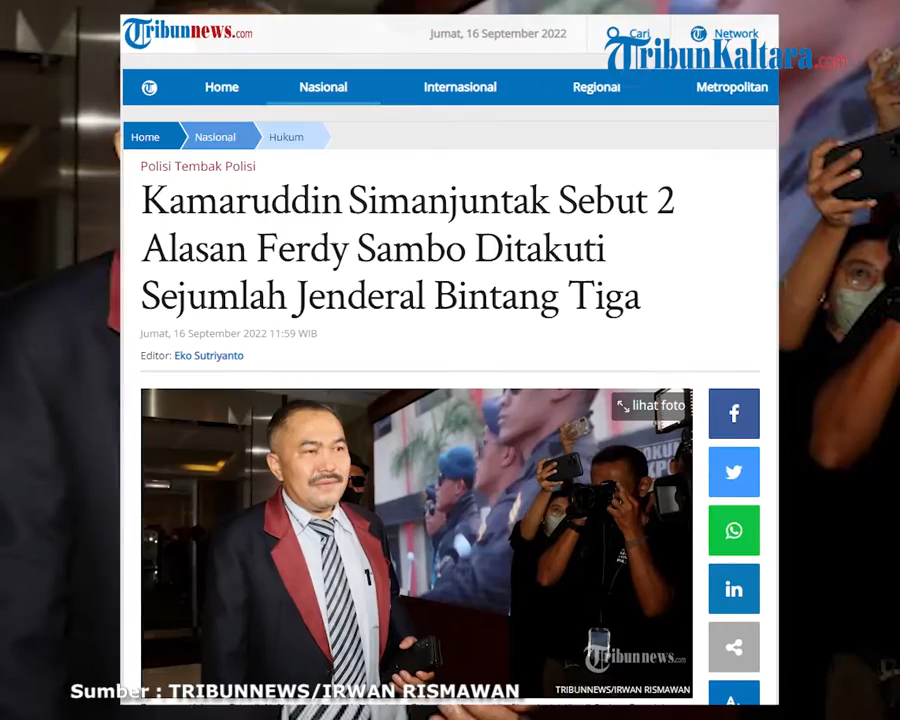 Tribunnews.com
Jumat, 16 September 2022
Cari
Network
TribunKaltara.com
Home
Nasional
Internasional
Regional
Metropolitan
Home
Nasional
Hukum
Polisi Tembak Polisi
Kamaruddin Simanjuntak Sebut 2
Alasan Ferdy Sambo Ditakuti
Sejumlah Jenderal Bintang Tiga
Jumat, 16 September 2022 11:59 WIB
Editor: Eko Sutriyanto
lihat foto
Tribunnews.com
TRIBUNNEWS/IRWAN RISMAWAN
Sumber : TRIBUNNEWS/IRWAN RISMAWAN